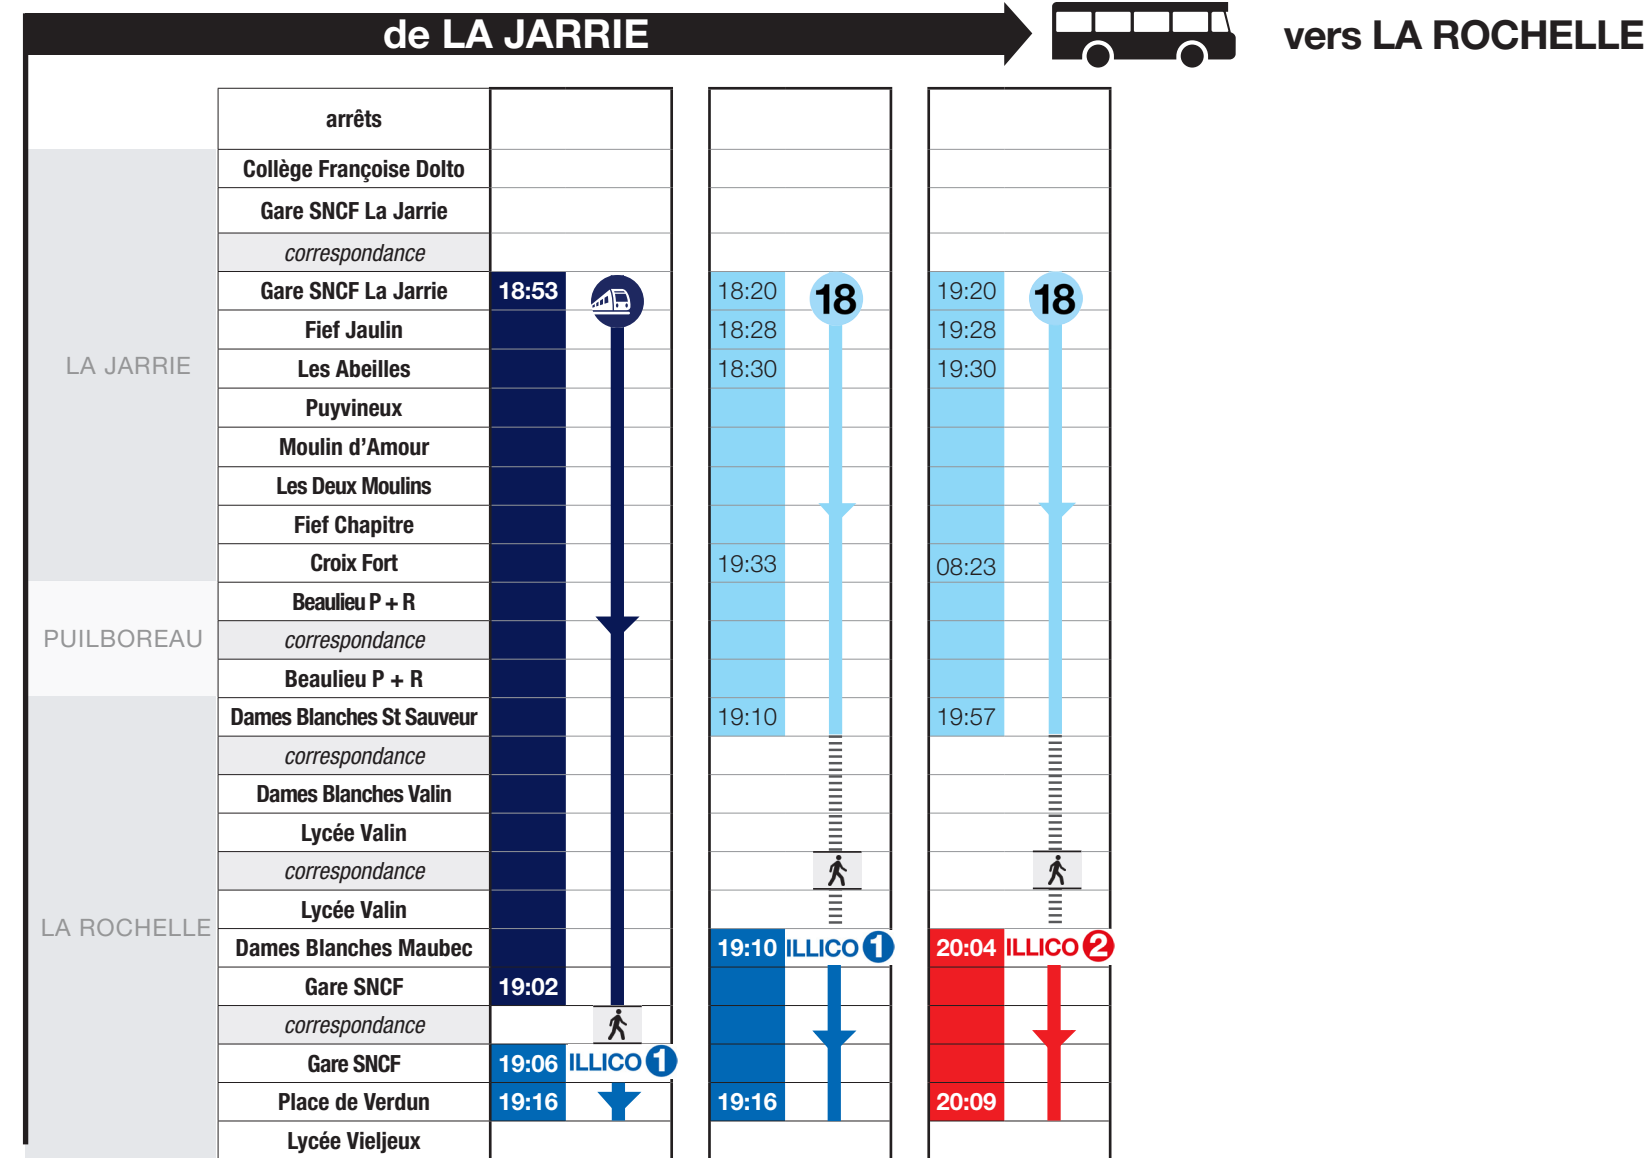 de LA JARRIE vers LA ROCHELLE
arrêts
Collège Françoise Dolto
Gare SNCF La Jarrie
correspondance
Gare SNCF La Jarrie 18:53 18:20 18 19:20 18
Fief Jaulin 18:28 19:28
LA JARRIE Les Abeilles 18:30 19:30
Puyvineux
Moulin d’Amour
Les Deux Moulins
Fief Chapitre
Croix Fort 19:33 08:23
Beaulieu P + R
PUILBOREAU correspondance
Beaulieu P + R
Dames Blanches St Sauveur 19:10 19:57
correspondance
Dames Blanches Valin
Lycée Valin
correspondance
Lycée Valin
LA ROCHELLE Dames Blanches Maubec 19:10 ILLICO 1 20:04 ILLICO 2
Gare SNCF 19:02
correspondance
Gare SNCF 19:06 ILLICO 1
Place de Verdun 19:16 19:16 20:09
Lycée Vieljeux